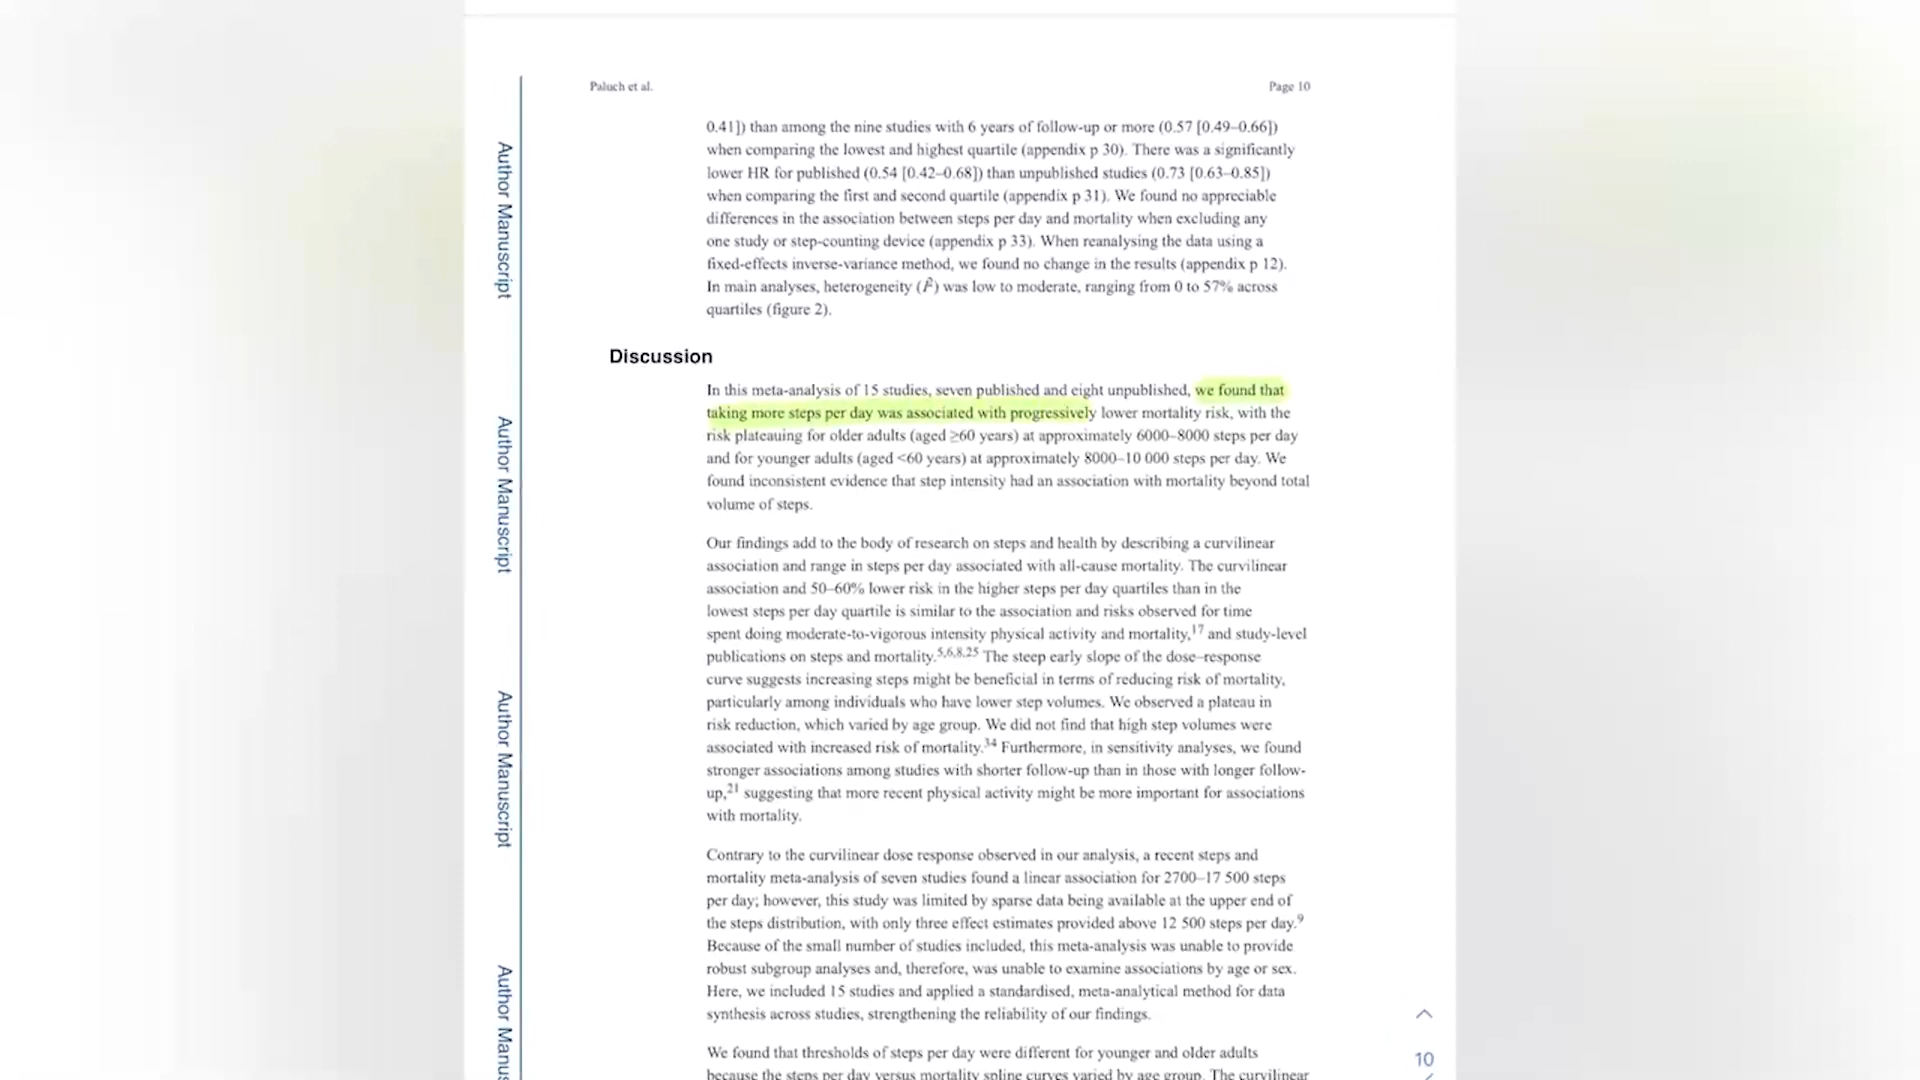 Paluch et al.
Page 10
0.41]) than among the nine studies with 6 years of follow-up or more (0.57 [0.49–0.66])
when comparing the lowest and highest quartile (appendix p 30). There was a significantly
lower HR for published (0.54 [0.42–0.68]) than unpublished studies (0.73 [0.63–0.85])
when comparing the first and second quartile (appendix p 31). We found no appreciable
differences in the association between steps per day and mortality when excluding any
one study or step-counting device (appendix p 33). When reanalysing the data using a
fixed-effects inverse-variance method, we found no change in the results (appendix p 12).
In main analyses, heterogeneity (I²) was low to moderate, ranging from 0 to 57% across
quartiles (figure 2).
Discussion
In this meta-analysis of 15 studies, seven published and eight unpublished, we found that
taking more steps per day was associated with progressively lower mortality risk, with the
risk plateauing for older adults (aged ≥60 years) at approximately 6000–8000 steps per day
and for younger adults (aged <60 years) at approximately 8000–10 000 steps per day. We
found inconsistent evidence that step intensity had an association with mortality beyond total
volume of steps.
Our findings add to the body of research on steps and health by describing a curvilinear
association and range in steps per day associated with all-cause mortality. The curvilinear
association and 50–60% lower risk in the higher steps per day quartiles than in the
lowest steps per day quartile is similar to the association and risks observed for time
spent doing moderate-to-vigorous intensity physical activity and mortality,17 and study-level
publications on steps and mortality.5,6,8,25 The steep early slope of the dose–response
curve suggests increasing steps might be beneficial in terms of reducing risk of mortality,
particularly among individuals who have lower step volumes. We observed a plateau in
risk reduction, which varied by age group. We did not find that high step volumes were
associated with increased risk of mortality.34 Furthermore, in sensitivity analyses, we found
stronger associations among studies with shorter follow-up than in those with longer follow-
up,21 suggesting that more recent physical activity might be more important for associations
with mortality.
Contrary to the curvilinear dose response observed in our analysis, a recent steps and
mortality meta-analysis of seven studies found a linear association for 2700–17 500 steps
per day; however, this study was limited by sparse data being available at the upper end of
the steps distribution, with only three effect estimates provided above 12 500 steps per day.9
Because of the small number of studies included, this meta-analysis was unable to provide
robust subgroup analyses and, therefore, was unable to examine associations by age or sex.
Here, we included 15 studies and applied a standardised, meta-analytical method for data
synthesis across studies, strengthening the reliability of our findings.
We found that thresholds of steps per day were different for younger and older adults
because the steps per day versus mortality spline curves varied by age group. The curvilinear
Author Manuscript
Author Manuscript
Author Manuscript
Author Manus
10